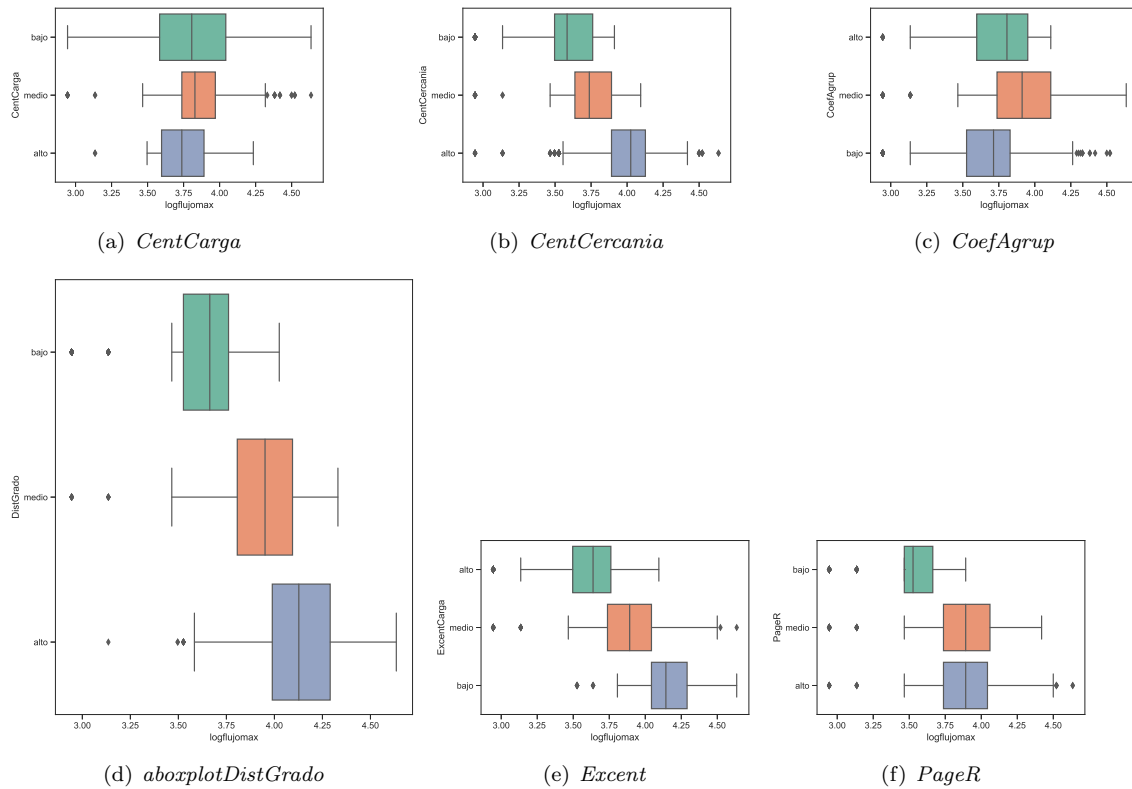 bajo
medio
alto
CentCarga
3.00 3.25 3.50 3.75 4.00 4.25 4.50
logflujomax
(a) CentCarga
bajo
medio
alto
CentCercania
3.00 3.25 3.50 3.75 4.00 4.25 4.50
logflujomax
(b) CentCercania
alto
medio
bajo
CoefAgrup
3.00 3.25 3.50 3.75 4.00 4.25 4.50
logflujomax
(c) CoefAgrup
bajo
medio
alto
DistGrado
3.00 3.25 3.50 3.75 4.00 4.25 4.50
logflujomax
(d) aboxplotDistGrado
alto
medio
bajo
ExcentCarga
3.00 3.25 3.50 3.75 4.00 4.25 4.50
logflujomax
(e) Excent
bajo
medio
alto
PageR
3.00 3.25 3.50 3.75 4.00 4.25 4.50
logflujomax
(f) PageR